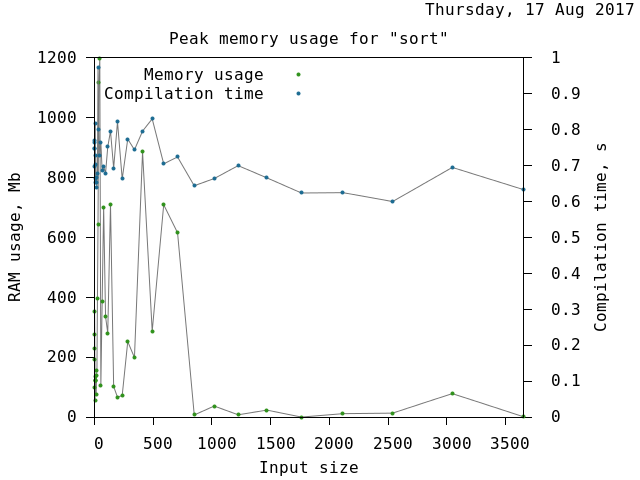 Thursday, 17 Aug 2017
Peak memory usage for "sort"
1200 1
Memory usage
Compilation time
1000 0.9
0.8
800 0.7
0.6
600 0.5
0.4
400 0.3
0.2
200 0.1
0 0
RAM usage, Mb
Compilation time, s
0 500 1000 1500 2000 2500 3000 3500
Input size